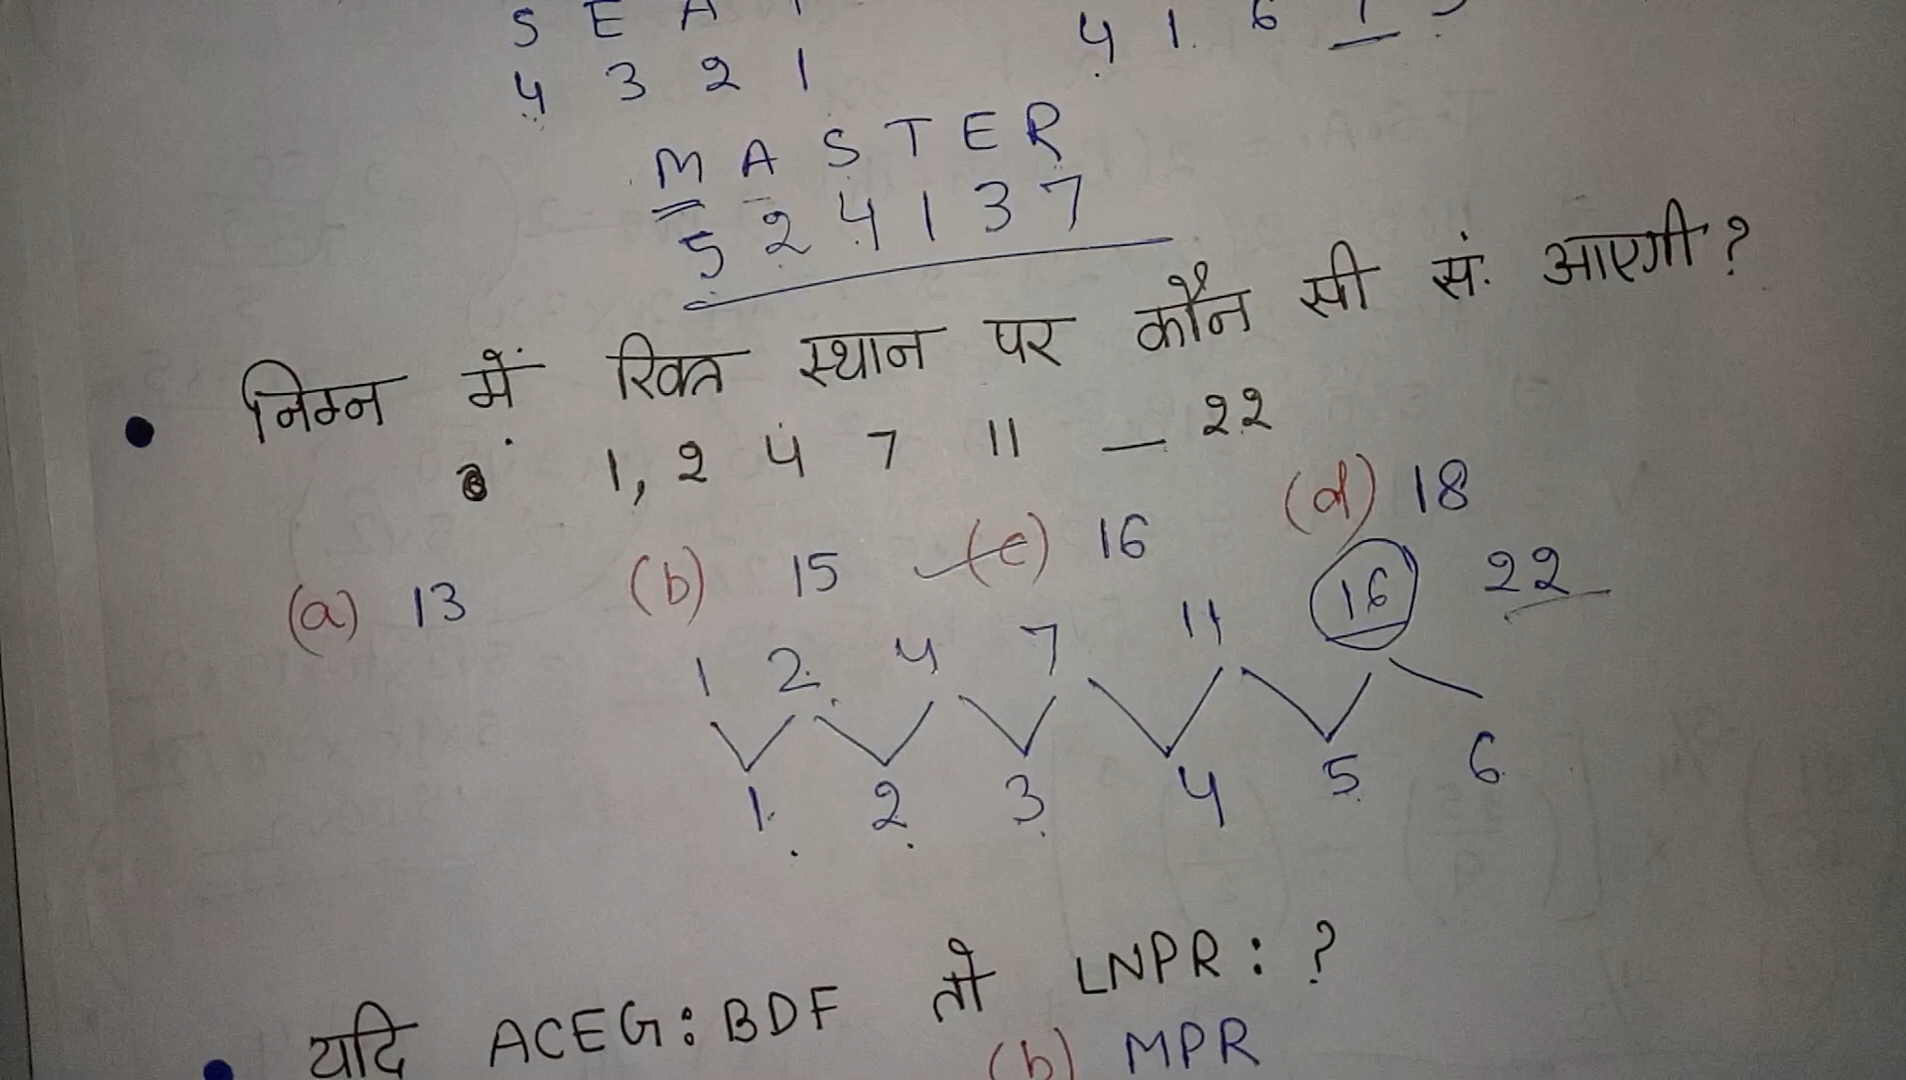 S E A
4 3 2 1
4 1 6
M A S T E R
5 2 4 1 3 7
निम्न में रिक्त स्थान पर कौन सी सं. आएगी?
1, 2 4 7 11 _ 22
(a) 13 (b) 15 (c) 16 (d) 18
1 2 4 7 11 16 22
1 2 3 4 5 6
यदि ACEG:BDF तो LNPR: ?
(b) MPR